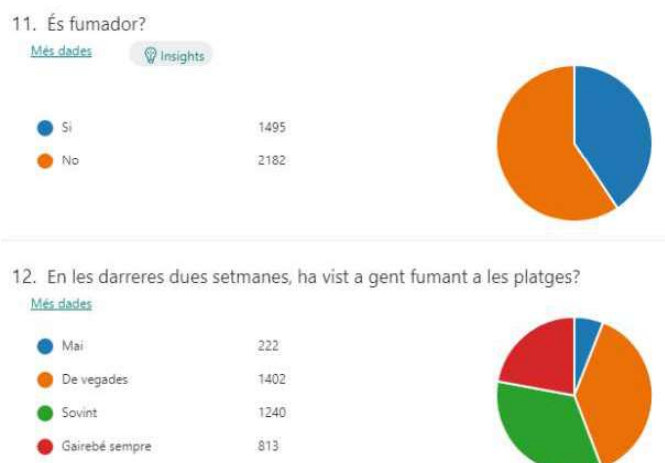 11. És fumador?
Més dades Insights
Si 1495
No 2182
12. En les darreres dues setmanes, ha vist a gent fumant a les platges?
Més dades
Mai 222
De vegades 1402
Sovint 1240
Gairebé sempre 813